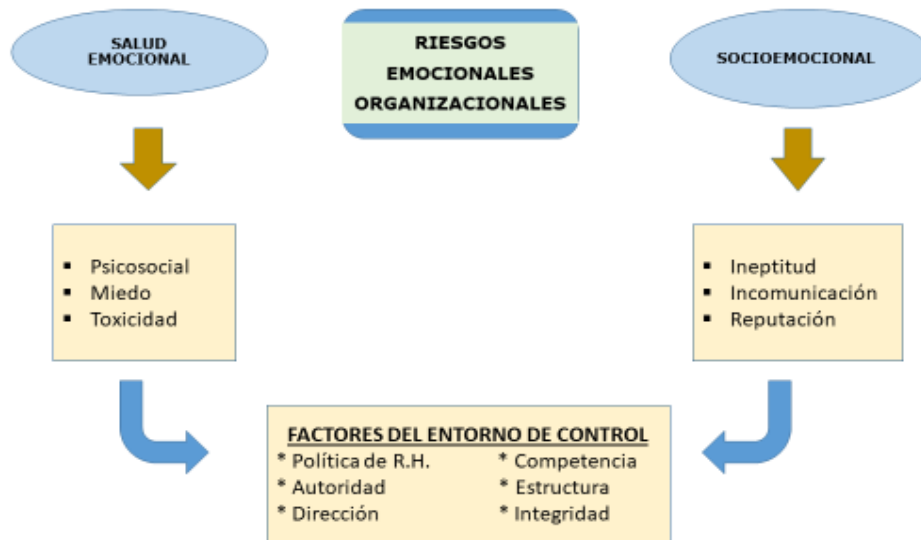 SALUD
EMOCIONAL
RIESGOS
EMOCIONALES
ORGANIZACIONALES
SOCIOEMOCIONAL
▪ Psicosocial
▪ Miedo
▪ Toxicidad
▪ Ineptitud
▪ Incomunicación
▪ Reputación
FACTORES DEL ENTORNO DE CONTROL
* Política de R.H. * Competencia
* Autoridad * Estructura
* Dirección * Integridad